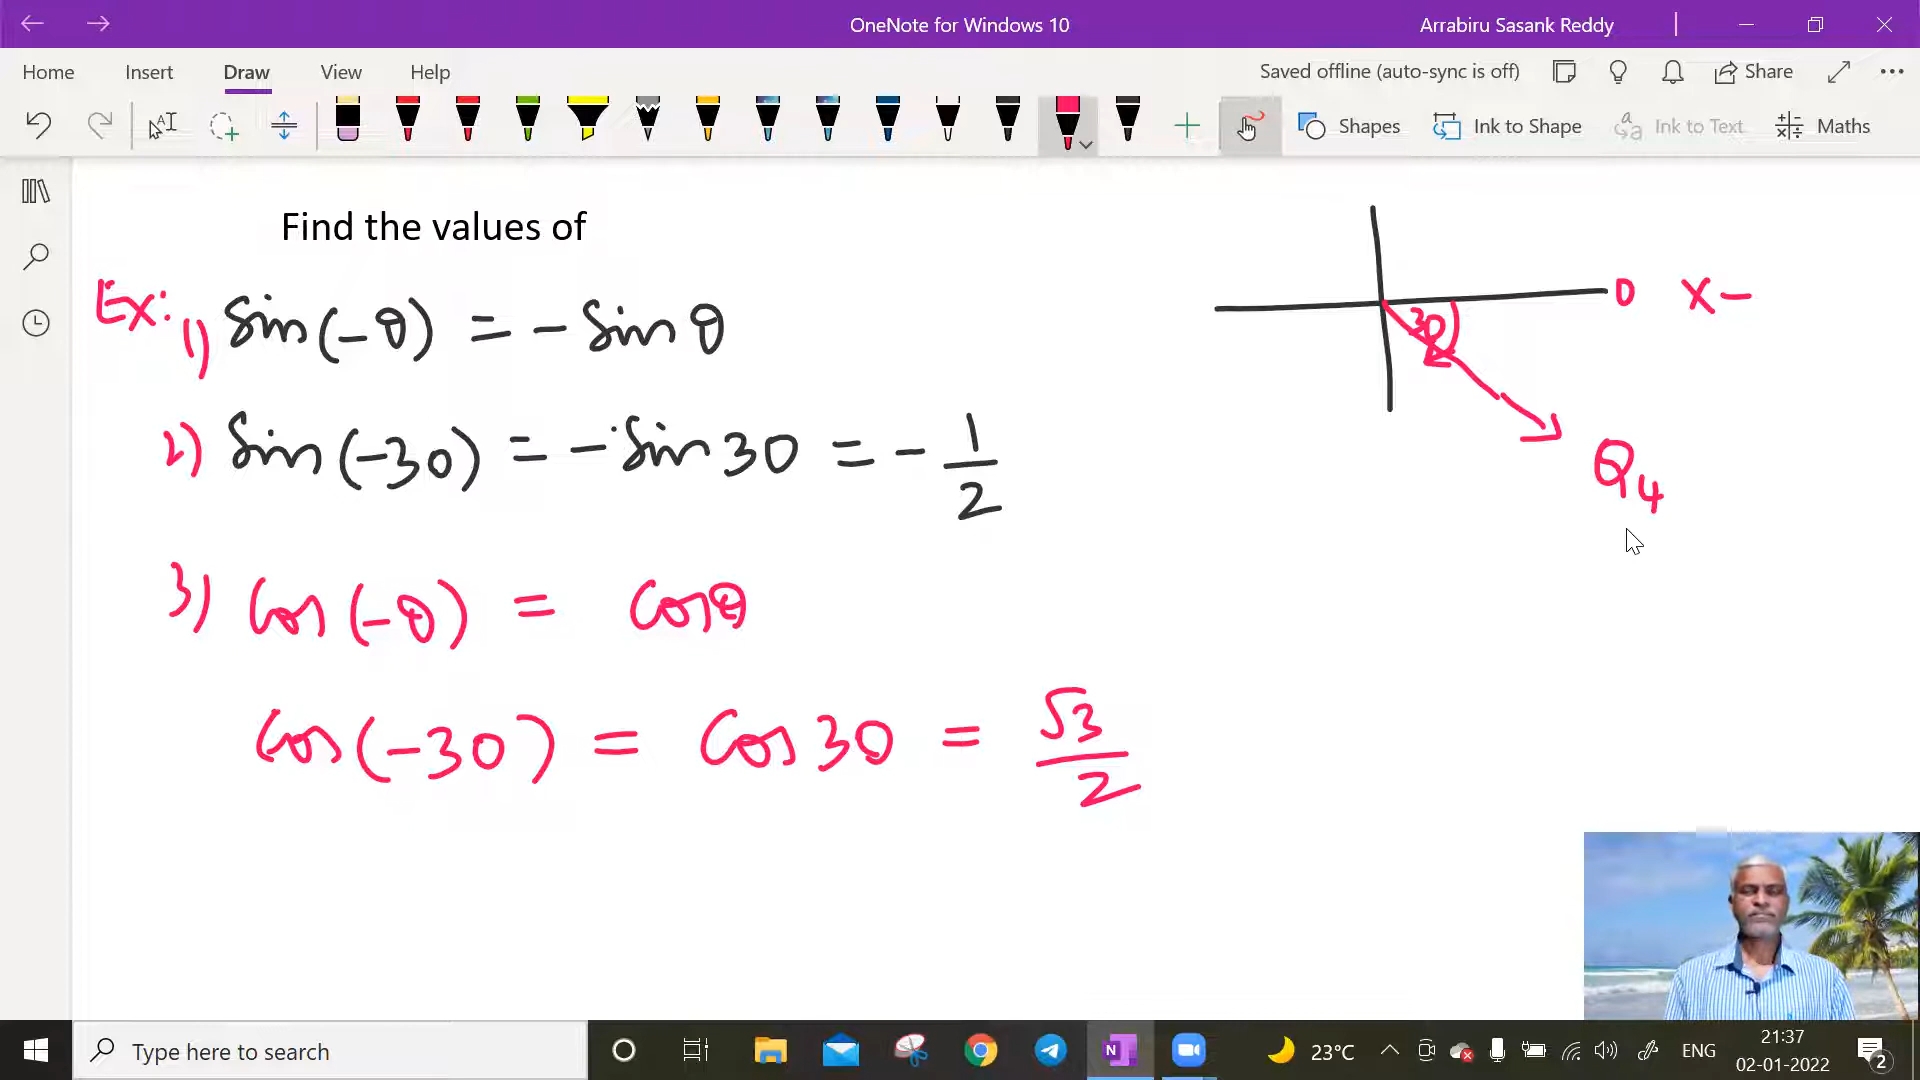 OneNote for Windows 10 Arrabiru Sasank Reddy
Home Insert Draw View Help Saved offline (auto-sync is off) Share
Shapes Ink to Shape Ink to Text Maths
Find the values of
Ex: 1) Sin(-θ) = - Sin θ
2) Sin(-30) = - Sin 30 = - 1/2
3) Cos(-θ) = Cosθ
Cos(-30) = Cos 30 = √3/2
0 X-
30
Q4
Type here to search
23°C ENG 21:37
02-01-2022 2